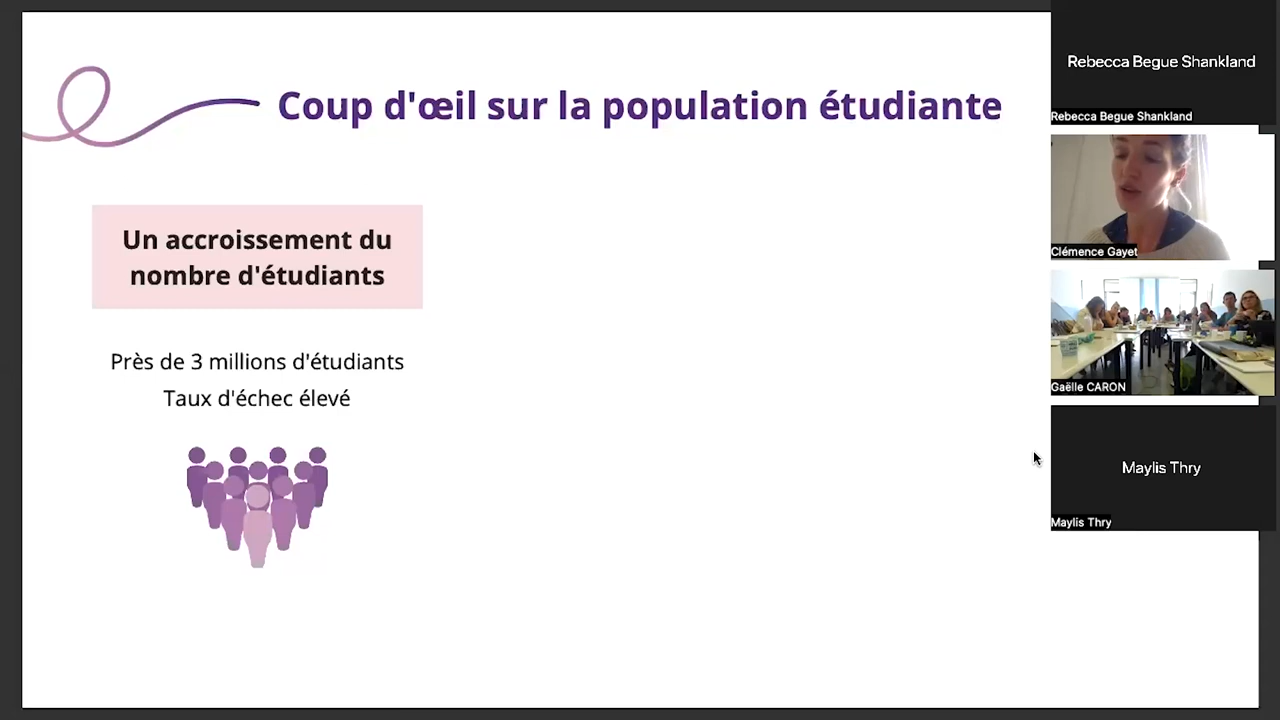 Coup d'œil sur la population étudiante
Un accroissement du
nombre d'étudiants
Près de 3 millions d'étudiants
Taux d'échec élevé
Rebecca Begue Shankland
Rebecca Begue Shankland
Clémence Gayet
Gaëlle CARON
Maylis Thry
Maylis Thry